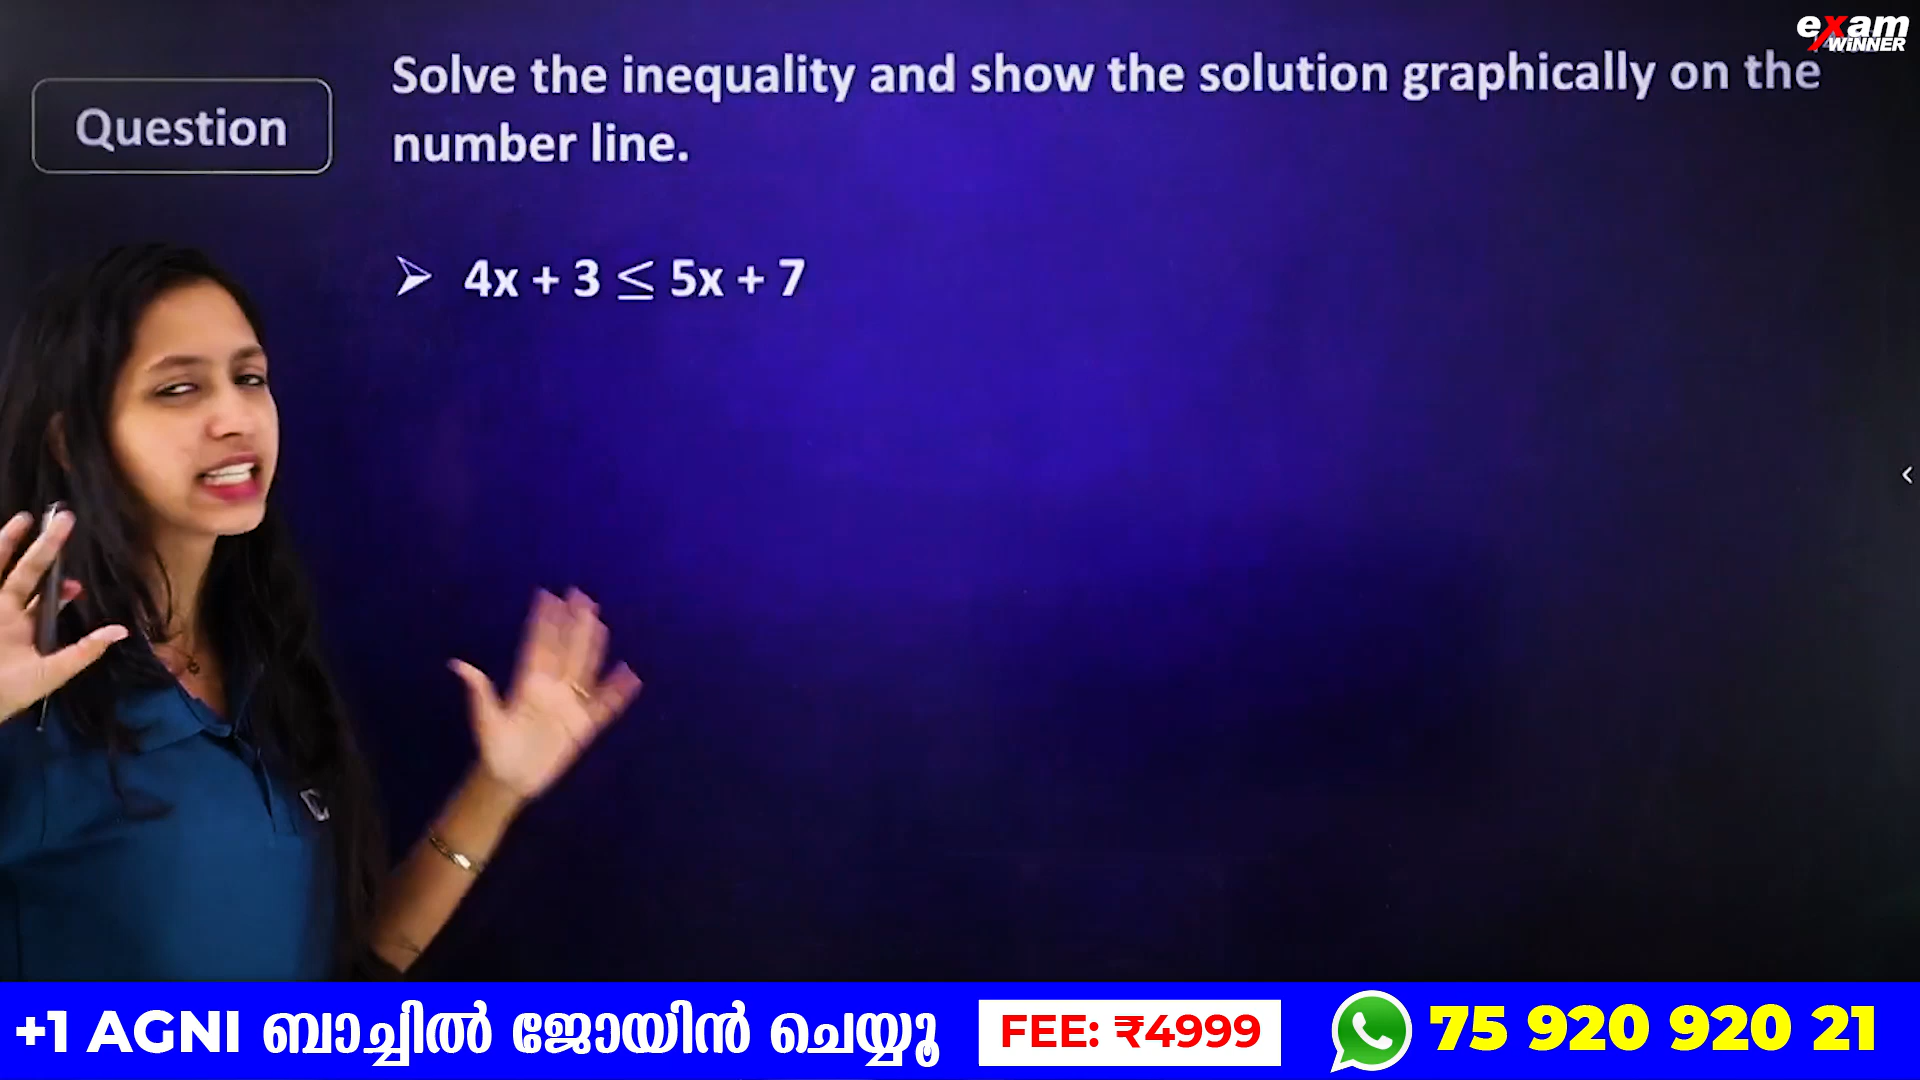 exam
WiNNER
Question
Solve the inequality and show the solution graphically on the
number line.
4x + 3 ≤ 5x + 7
+1 AGNI ബാച്ചിൽ ജോയിൻ ചെയ്യൂ
FEE: ₹4999
75 920 920 21